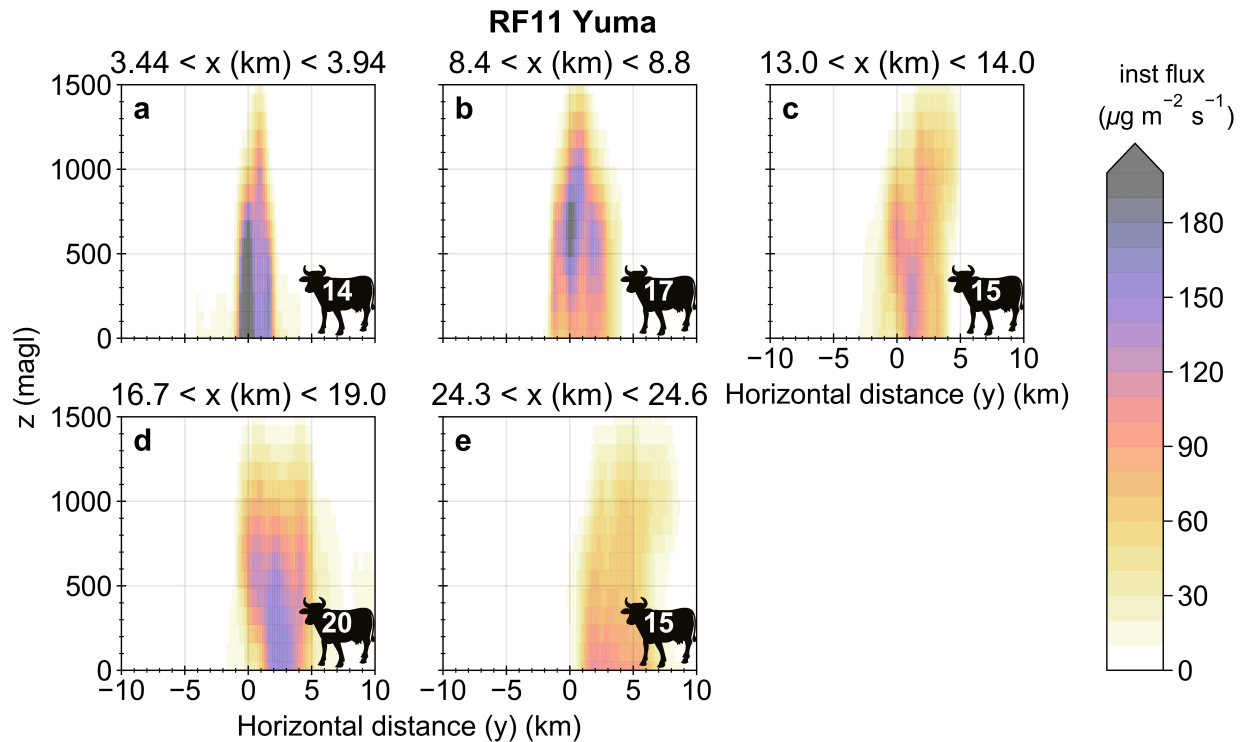 RF11 Yuma
3.44 < x (km) < 3.94
8.4 < x (km) < 8.8
13.0 < x (km) < 14.0
inst flux
(μg m⁻² s⁻¹)
1500
1000
500
0
z (magl)
a
14
b
17
c
15
−10 −5 0 5 10
Horizontal distance (y) (km)
16.7 < x (km) < 19.0
24.3 < x (km) < 24.6
1500
1000
500
0
d
20
e
15
−10 −5 0 5 10
−10 −5 0 5 10
Horizontal distance (y) (km)
180
150
120
90
60
30
0